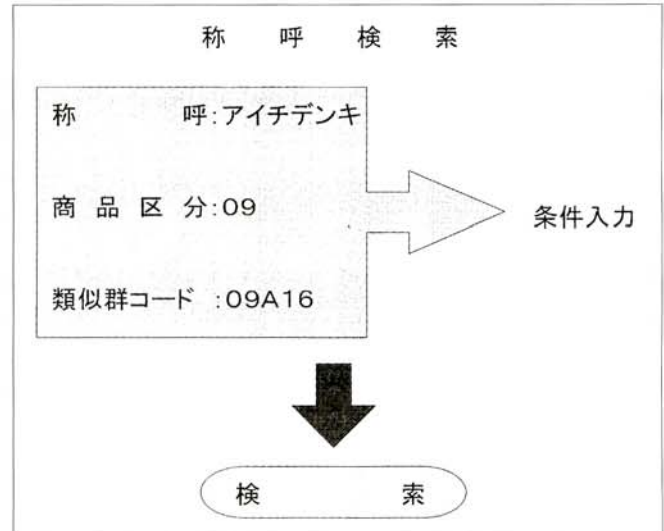 称 呼 検 索
称 呼:アイチデンキ
商 品 区 分:09
条件入力
類似群コード :09A16
検 索